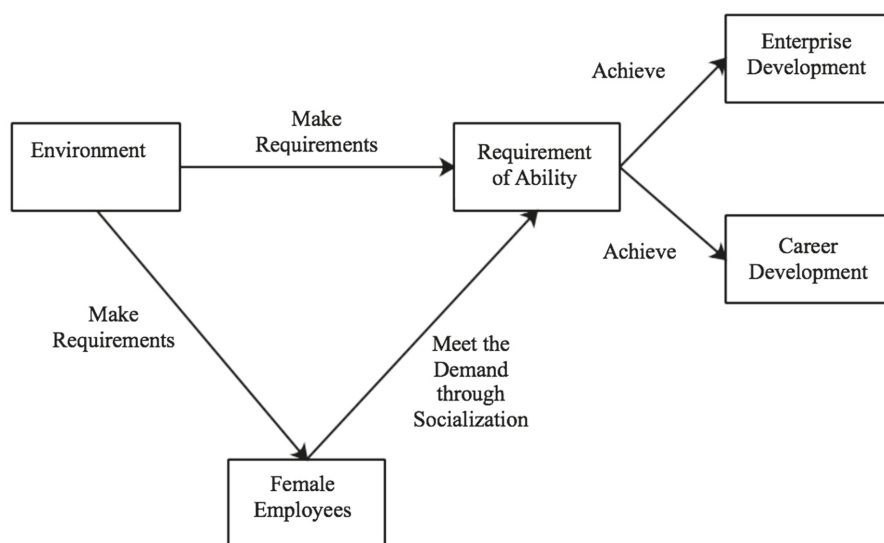 Enterprise
Development
Achieve
Make
Requirements
Environment
Requirement
of Ability
Achieve
Career
Development
Make
Requirements
Meet the
Demand
through
Socialization
Female
Employees